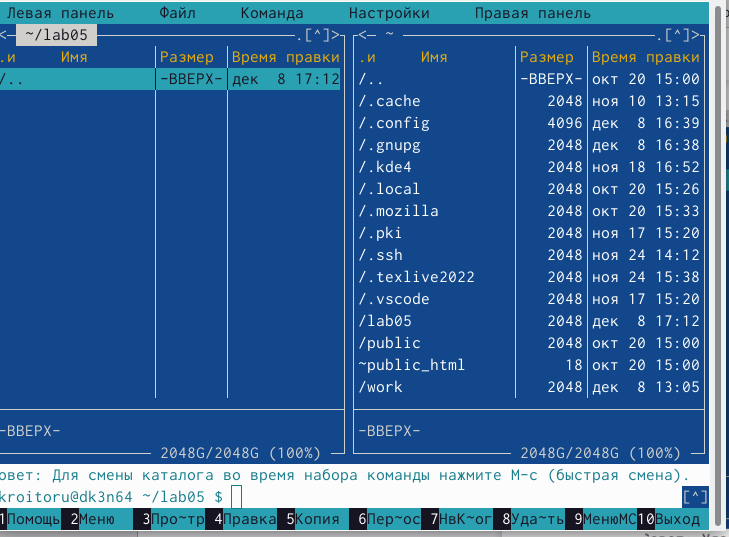 Левая панель Файл Команда Настройки Правая панель
<─ ~/lab05 .[^]> <─ ~ .[^]>
.и Имя Размер Время правки .и Имя Размер Время правки
/.. -ВВЕРХ- дек 8 17:12 /.. -ВВЕРХ- окт 20 15:00
/.cache 2048 ноя 10 13:15
/.config 4096 дек 8 16:39
/.gnupg 2048 дек 8 16:38
/.kde4 2048 ноя 18 16:52
/.local 2048 окт 20 15:26
/.mozilla 2048 окт 20 15:33
/.pki 2048 ноя 17 15:20
/.ssh 2048 ноя 24 14:12
/.texlive2022 2048 ноя 24 15:38
/.vscode 2048 ноя 17 15:20
/lab05 2048 дек 8 17:12
/public 2048 окт 20 15:00
~public_html 18 окт 20 15:00
/work 2048 дек 8 13:05
-ВВЕРХ- -ВВЕРХ-
2048G/2048G (100%) 2048G/2048G (100%)
овет: Для смены каталога во время набора команды нажмите M-c (быстрая смена).
kroitoru@dk3n64 ~/lab05 $ [^]
1Помощь 2Меню 3Про~тр 4Правка 5Копия 6Пер~ос 7НвК~ог 8Уда~ть 9МенюMC 10Выход